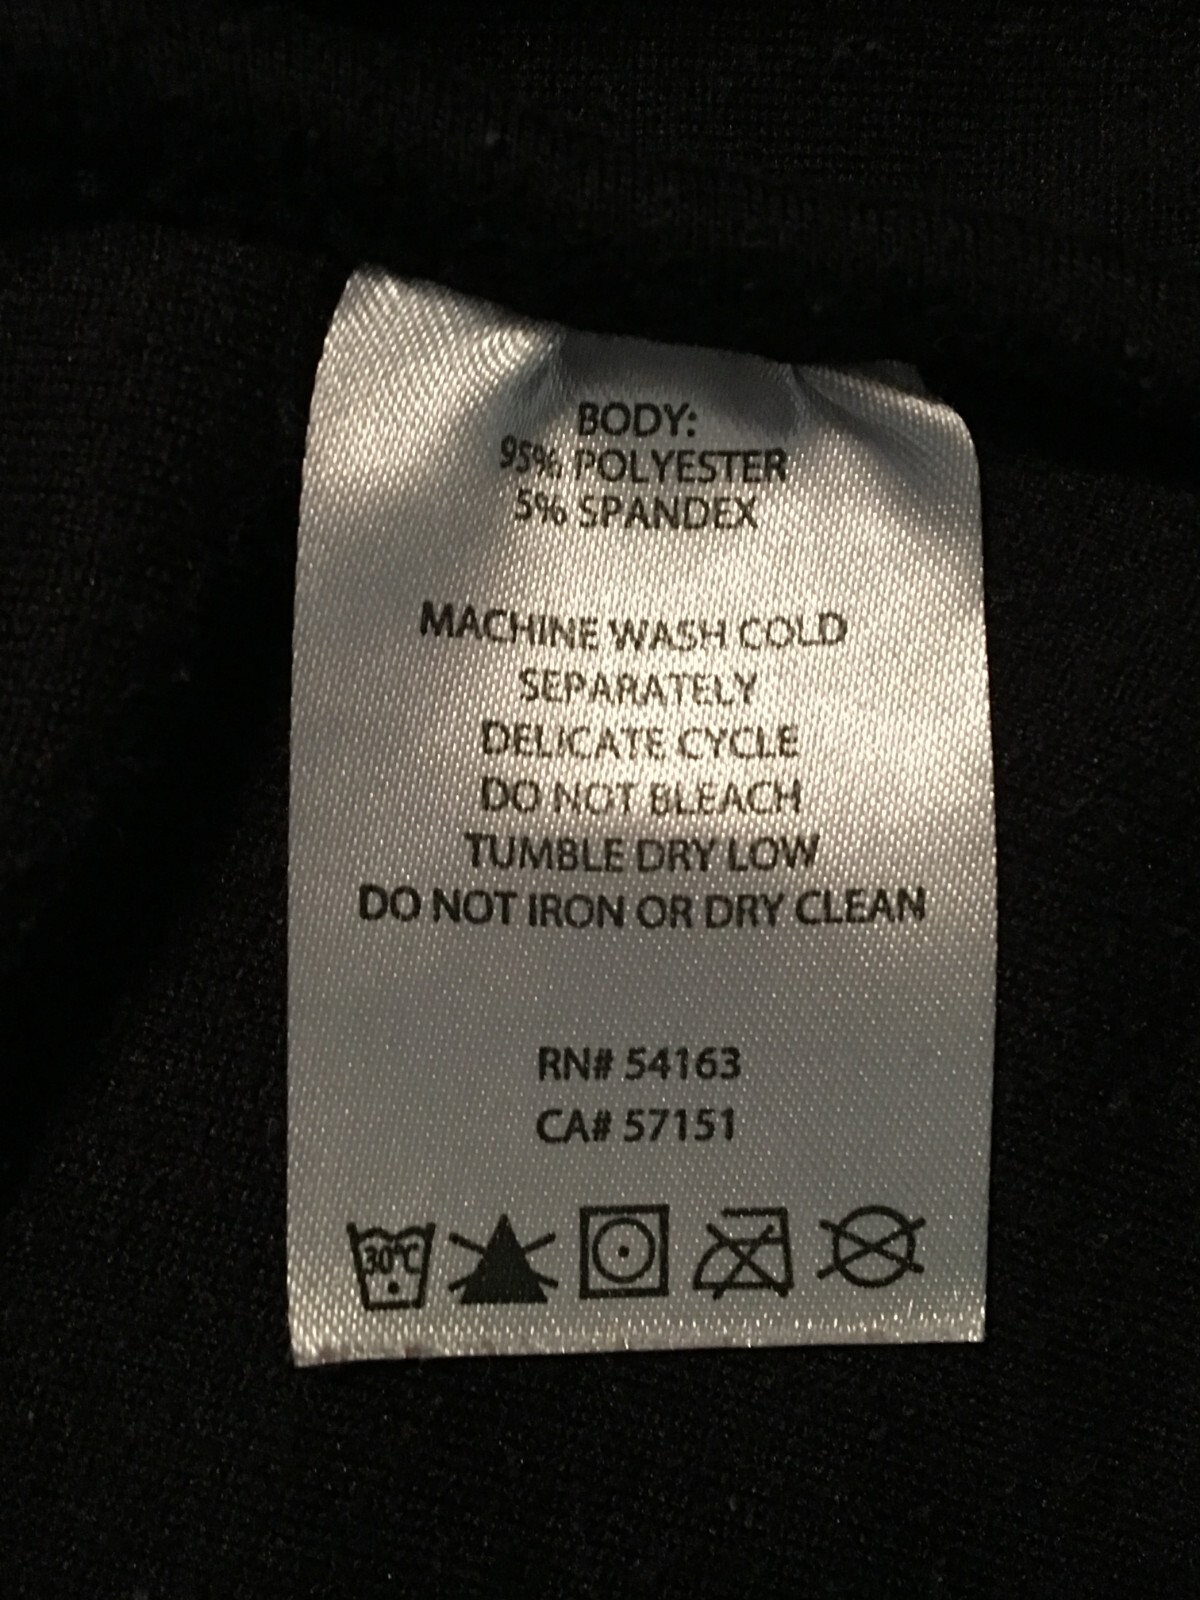 BODY:
95% POLYESTER
5% SPANDEX
MACHINE WASH COLD
SEPARATELY
DELICATE CYCLE
DO NOT BLEACH
TUMBLE DRY LOW
DO NOT IRON OR DRY CLEAN
RN# 54163
CA# 57151
30°C